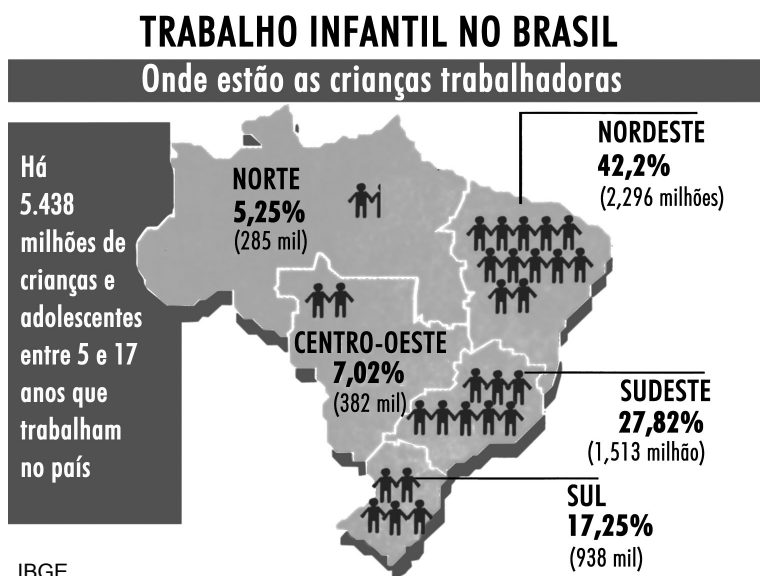 TRABALHO INFANTIL NO BRASIL
Onde estão as crianças trabalhadoras
Há
5.438
milhões de
crianças e
adolescentes
entre 5 e 17
anos que
trabalham
no país
NORTE
5,25%
(285 mil)
NORDESTE
42,2%
(2,296 milhões)
CENTRO-OESTE
7,02%
(382 mil)
SUDESTE
27,82%
(1,513 milhão)
SUL
17,25%
(938 mil)
IBGE